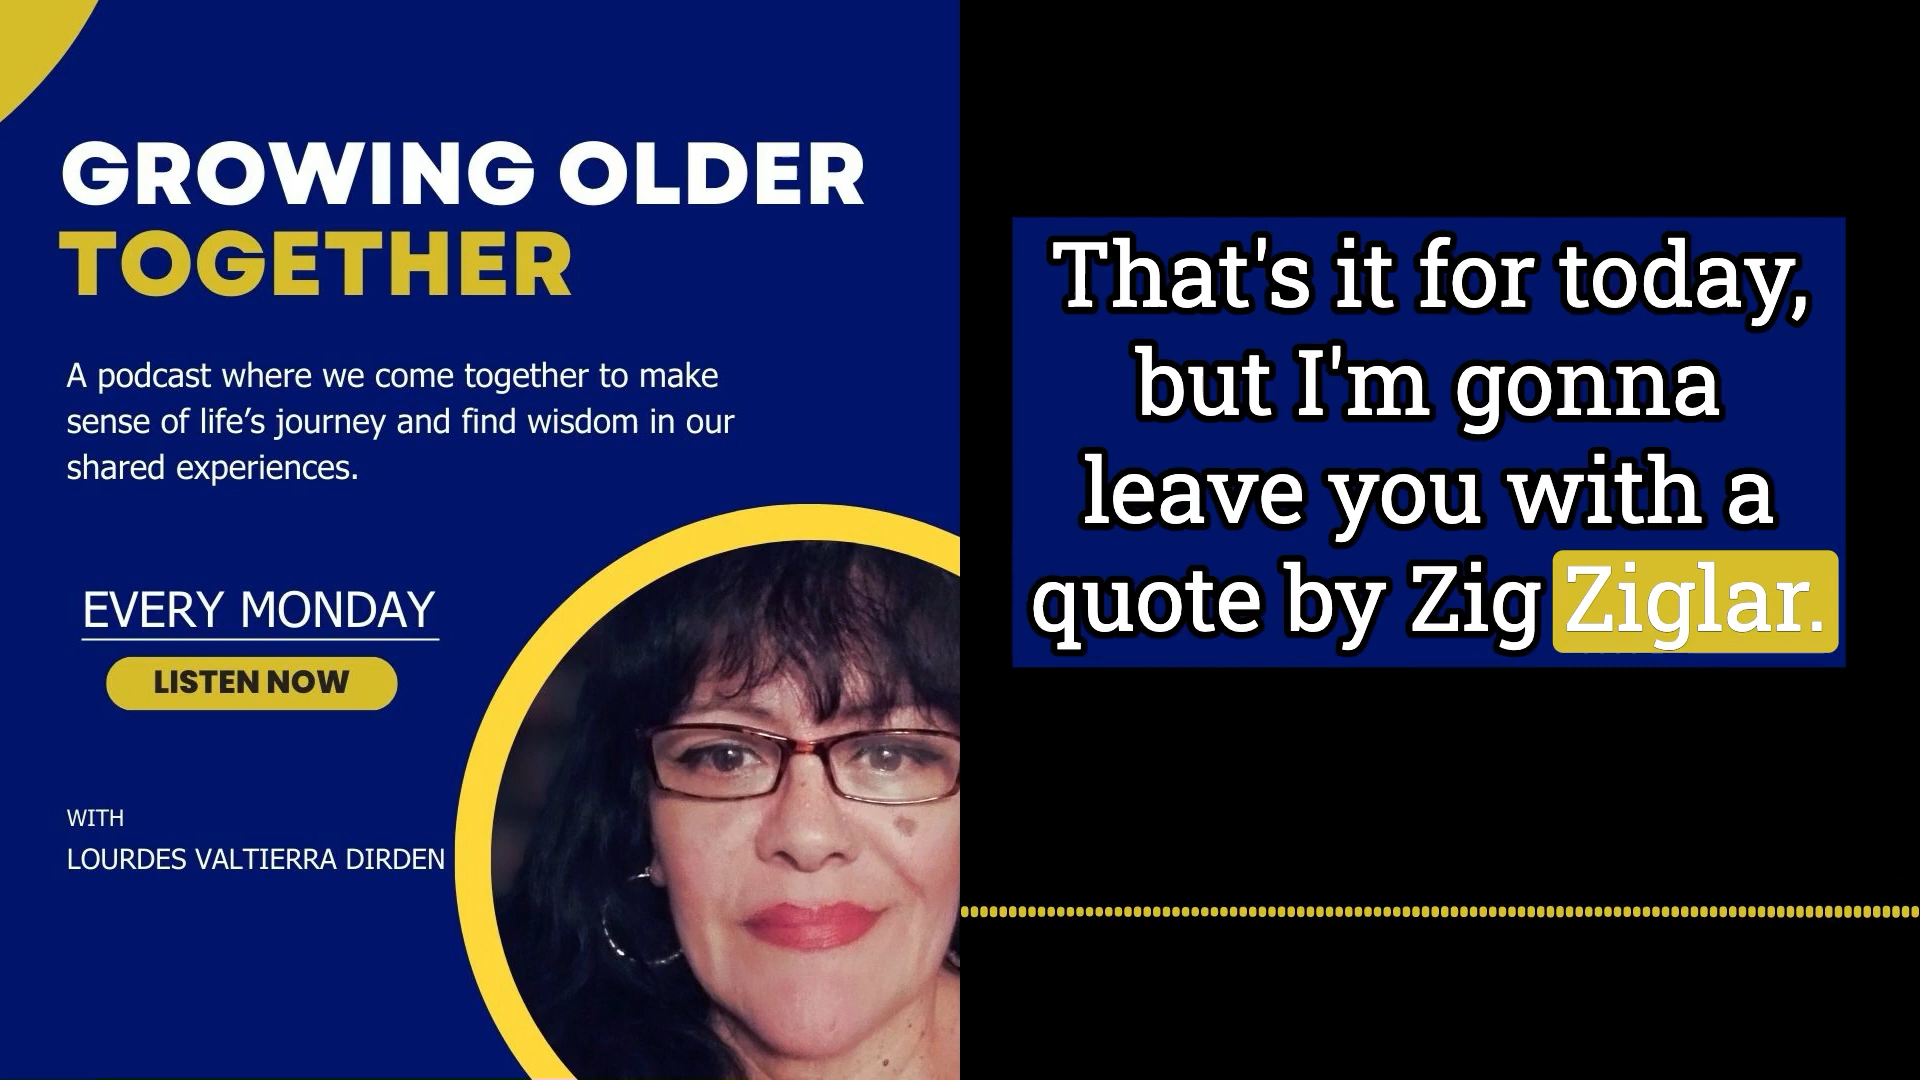 GROWING OLDER
TOGETHER
A podcast where we come together to make
sense of life’s journey and find wisdom in our
shared experiences.
EVERY MONDAY
LISTEN NOW
WITH
LOURDES VALTIERRA DIRDEN
That's it for today,
but I'm gonna
leave you with a
quote by Zig Ziglar.